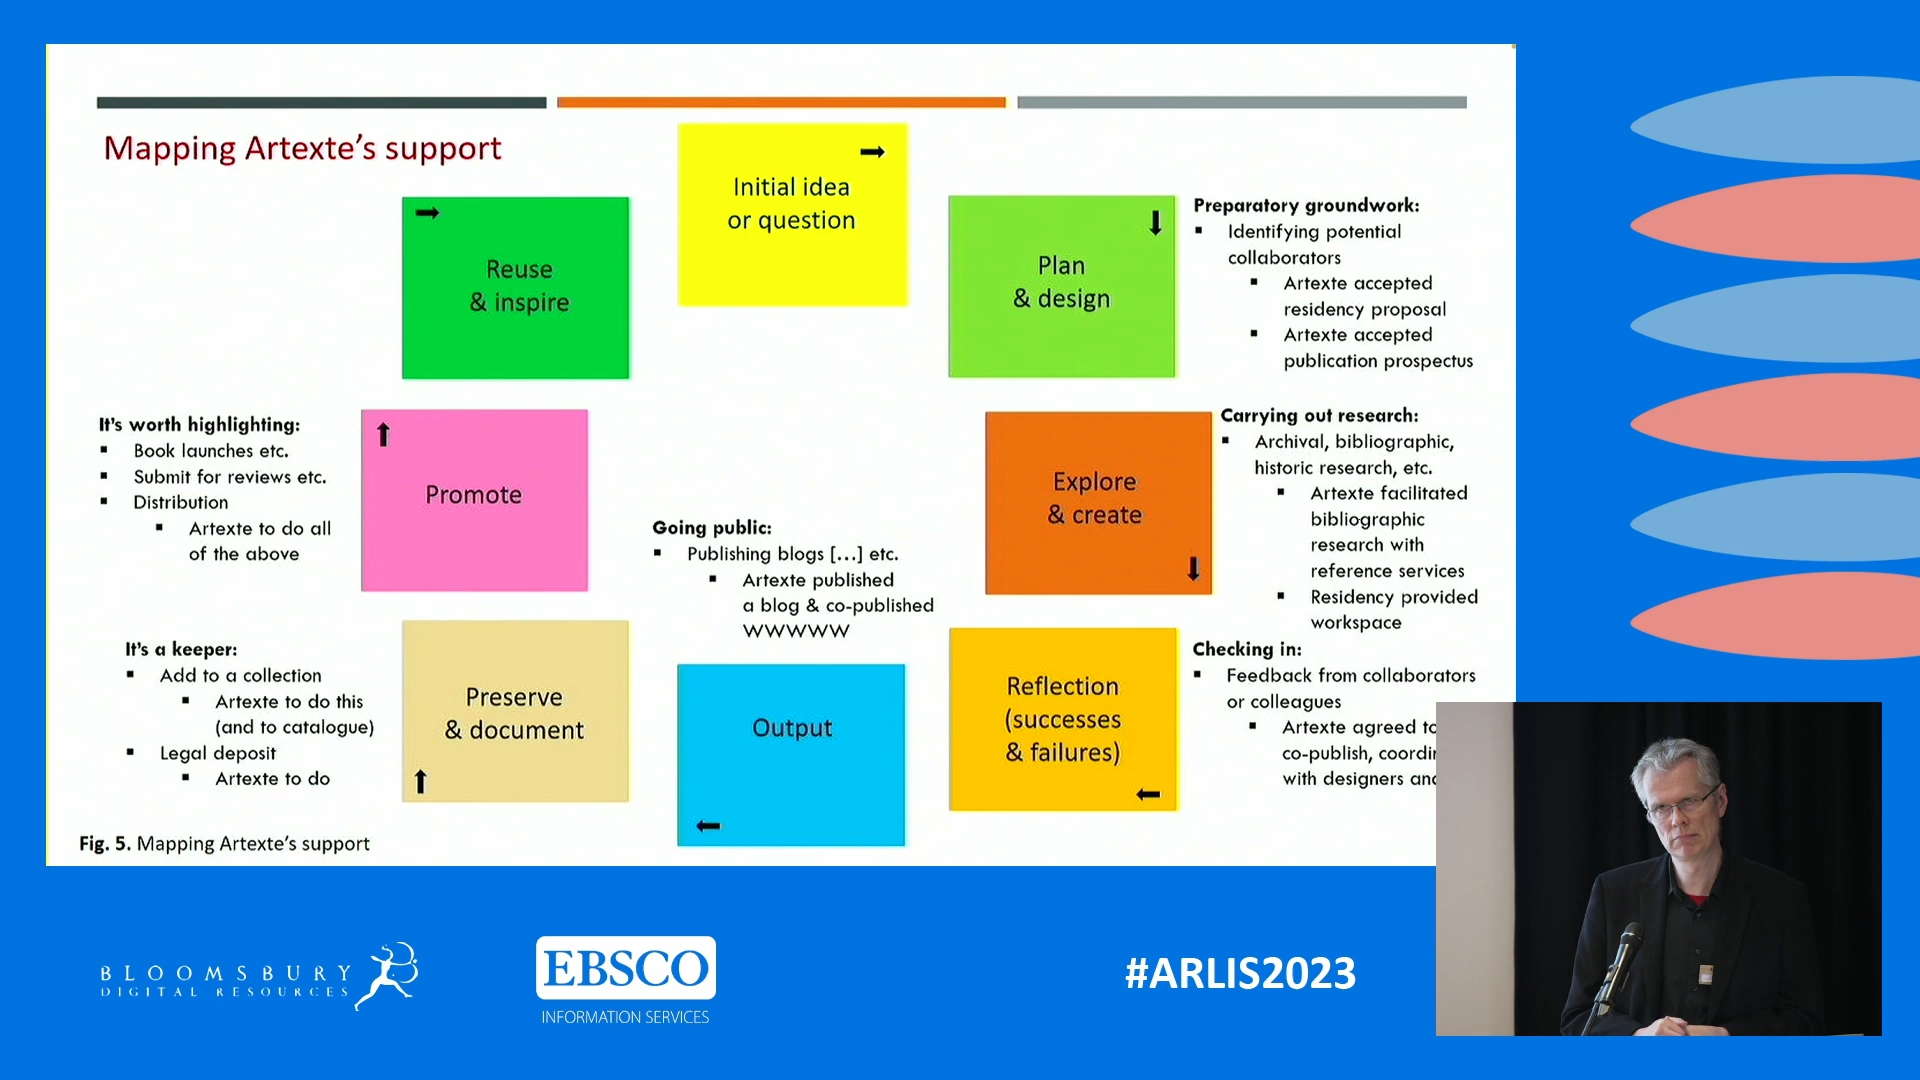 Mapping Artexte's support
Initial idea
or question
Reuse
& inspire
Plan
& design
Preparatory groundwork:
▪ Identifying potential
collaborators
▪ Artexte accepted
residency proposal
▪ Artexte accepted
publication prospectus
It's worth highlighting:
▪ Book launches etc.
▪ Submit for reviews etc.
▪ Distribution
▪ Artexte to do all
of the above
Promote
Explore
& create
Carrying out research:
▪ Archival, bibliographic,
historic research, etc.
▪ Artexte facilitated
bibliographic
research with
reference services
▪ Residency provided
workspace
Going public:
▪ Publishing blogs [...] etc.
▪ Artexte published
a blog & co-published
WWWWW
It's a keeper:
▪ Add to a collection
▪ Artexte to do this
(and to catalogue)
▪ Legal deposit
▪ Artexte to do
Preserve
& document
Output
Reflection
(successes
& failures)
Checking in:
▪ Feedback from collaborators
or colleagues
▪ Artexte agreed to
co-publish,
with designers
Fig. 5. Mapping Artexte's support
BLOOMSBURY
DIGITAL RESOURCES
EBSCO
INFORMATION SERVICES
#ARLIS2023